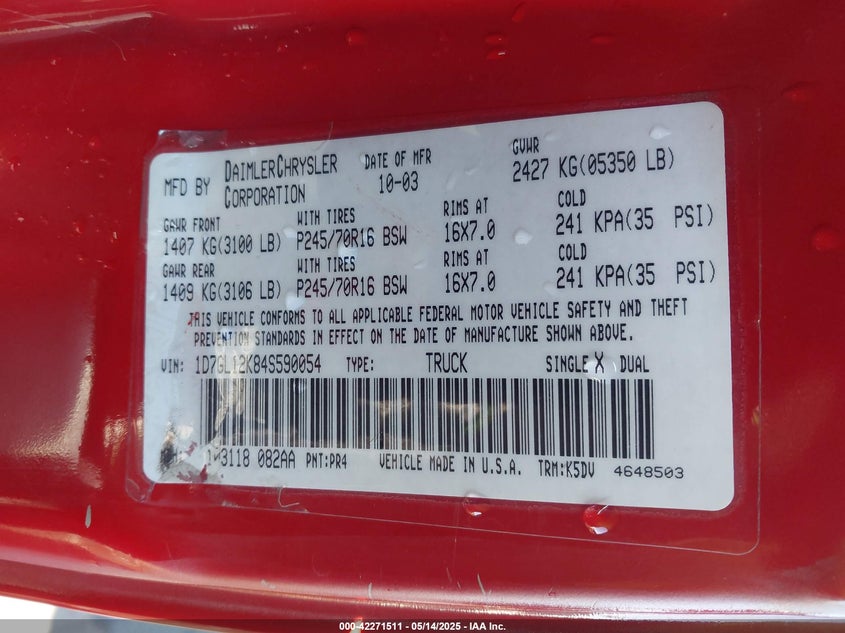 MFD BY DAIMLERCHRYSLER CORPORATION DATE OF MFR 10-03 GVWR 2427 KG(05350 LB)
GAWR FRONT WITH TIRES RIMS AT COLD
1407 KG(3100 LB) P245/70R16 BSW 16X7.0 241 KPA(35 PSI)
GAWR REAR WITH TIRES RIMS AT COLD
1409 KG(3106 LB) P245/70R16 BSW 16X7.0 241 KPA(35 PSI)
THIS VEHICLE CONFORMS TO ALL APPLICABLE FEDERAL MOTOR VEHICLE SAFETY AND THEFT
PREVENTION STANDARDS IN EFFECT ON THE DATE OF MANUFACTURE SHOWN ABOVE.
VIN: 1D7GL12K84S590054 TYPE: TRUCK SINGLE X DUAL
103118 082AA PNT:PR4 VEHICLE MADE IN U.S.A. TRM:K5DV 4648503
000-42271511 - 05/14/2025 - IAA Inc.